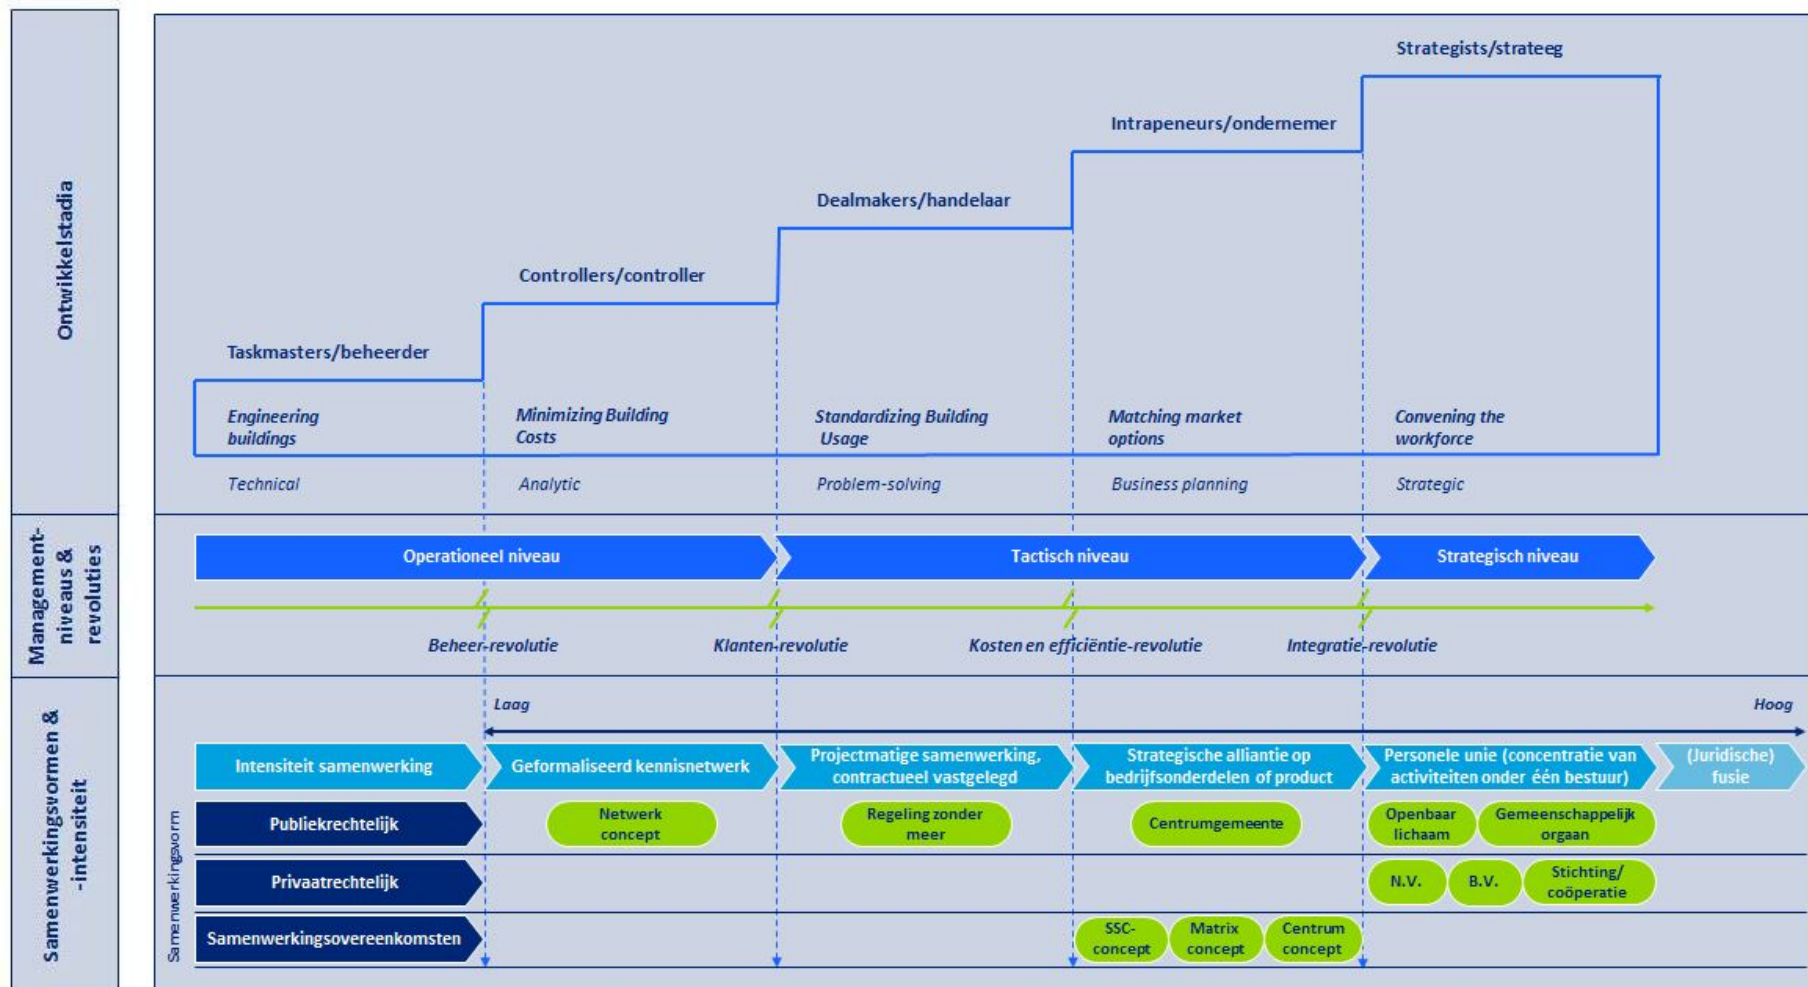 Ontwikkelstadia
Strategists/strateeg
Intrapeneurs/ondernemer
Dealmakers/handelaar
Controllers/controller
Taskmasters/beheerder
Engineering
buildings
Minimizing Building
Costs
Standardizing Building
Usage
Matching market
options
Convening the
workforce
Technical
Analytic
Problem-solving
Business planning
Strategic
Management-
niveaus &
revoluties
Operationeel niveau
Tactisch niveau
Strategisch niveau
Beheer-revolutie
Klanten-revolutie
Kosten en efficiëntie-revolutie
Integratie-revolutie
Samenwerkingsvormen &
-intensiteit
Laag
Hoog
Intensiteit samenwerking
Geformaliseerd kennisnetwerk
Projectmatige samenwerking,
contractueel vastgelegd
Strategische alliantie op
bedrijfsonderdelen of product
Personele unie (concentratie van
activiteiten onder één bestuur)
(Juridische)
fusie
Samenwerkingsvorm
Publiekrechtelijk
Netwerk
concept
Regeling zonder
meer
Centrumgemeente
Openbaar
lichaam
Gemeenschappelijk
orgaan
Privaatrechtelijk
N.V.
B.V.
Stichting/
coöperatie
Samenwerkingsovereenkomsten
SSC-
concept
Matrix
concept
Centrum
concept